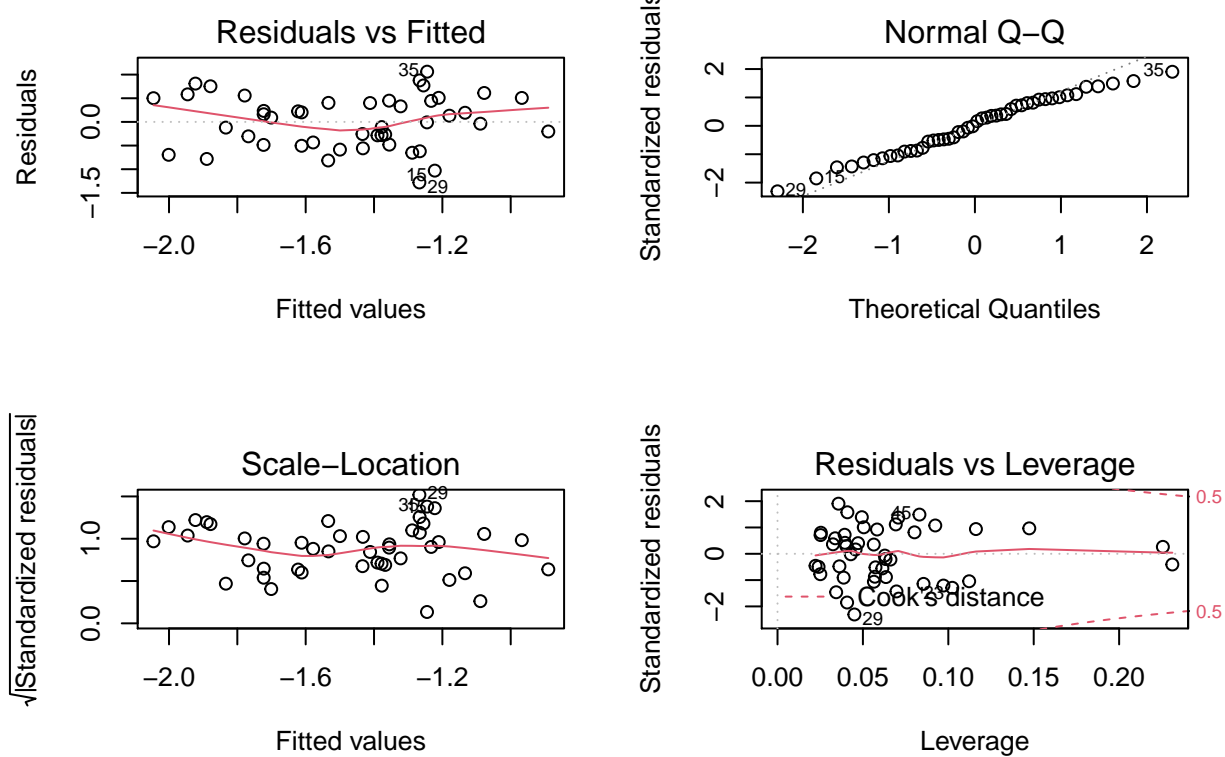 Residuals vs Fitted
Residuals
0.0
−1.5
35
15
29
−2.0
−1.6
−1.2
Fitted values
Normal Q−Q
Standardized residuals
2
0
−2
35
15
29
−2
−1
0
1
2
Theoretical Quantiles
Scale−Location
√|Standardized residuals|
1.0
0.0
35
29
−2.0
−1.6
−1.2
Fitted values
Residuals vs Leverage
Standardized residuals
2
0
−2
45
29
Cook's distance
0.5
0.5
0.00
0.05
0.10
0.15
0.20
Leverage